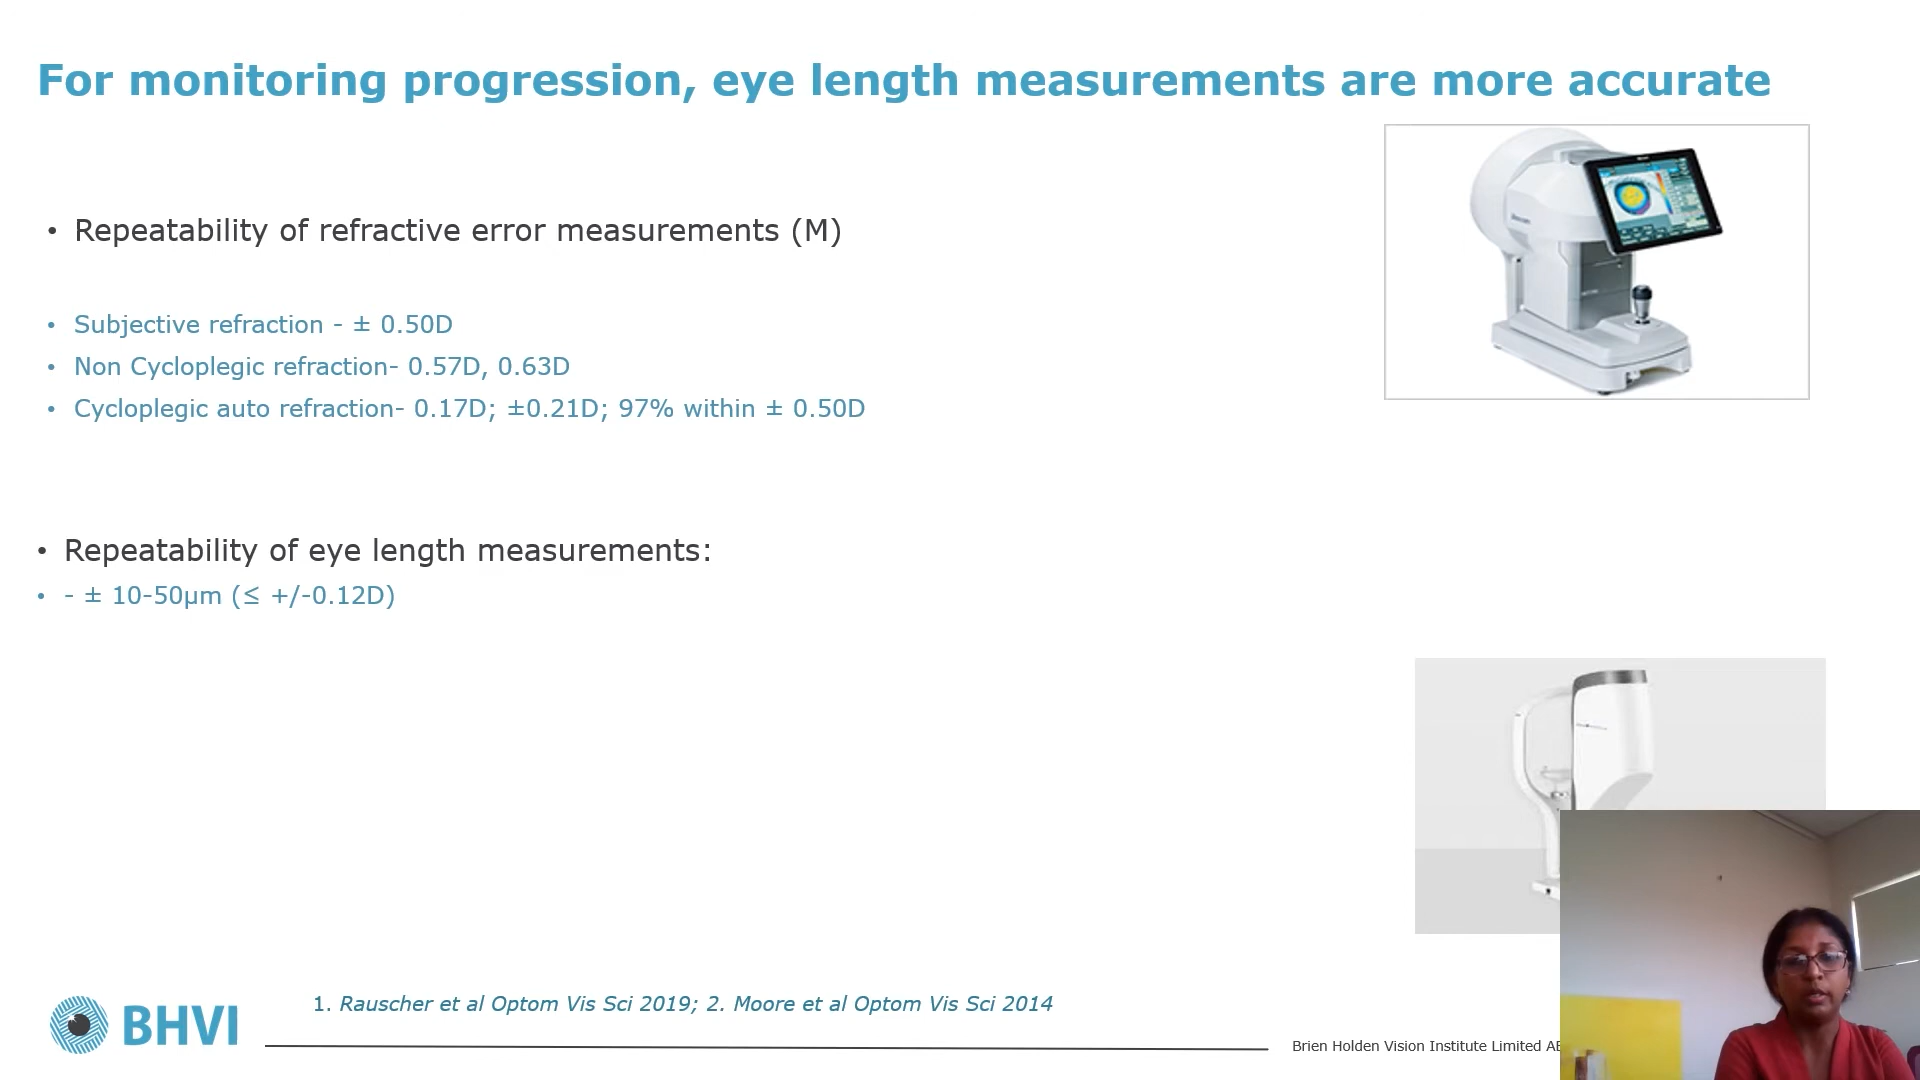 For monitoring progression, eye length measurements are more accurate
• Repeatability of refractive error measurements (M)
• Subjective refraction - ± 0.50D
• Non Cycloplegic refraction- 0.57D, 0.63D
• Cycloplegic auto refraction- 0.17D; ±0.21D; 97% within ± 0.50D
• Repeatability of eye length measurements:
• - ± 10-50µm (≤ +/-0.12D)
1. Rauscher et al Optom Vis Sci 2019; 2. Moore et al Optom Vis Sci 2014
BHVI
Brien Holden Vision Institute Limited